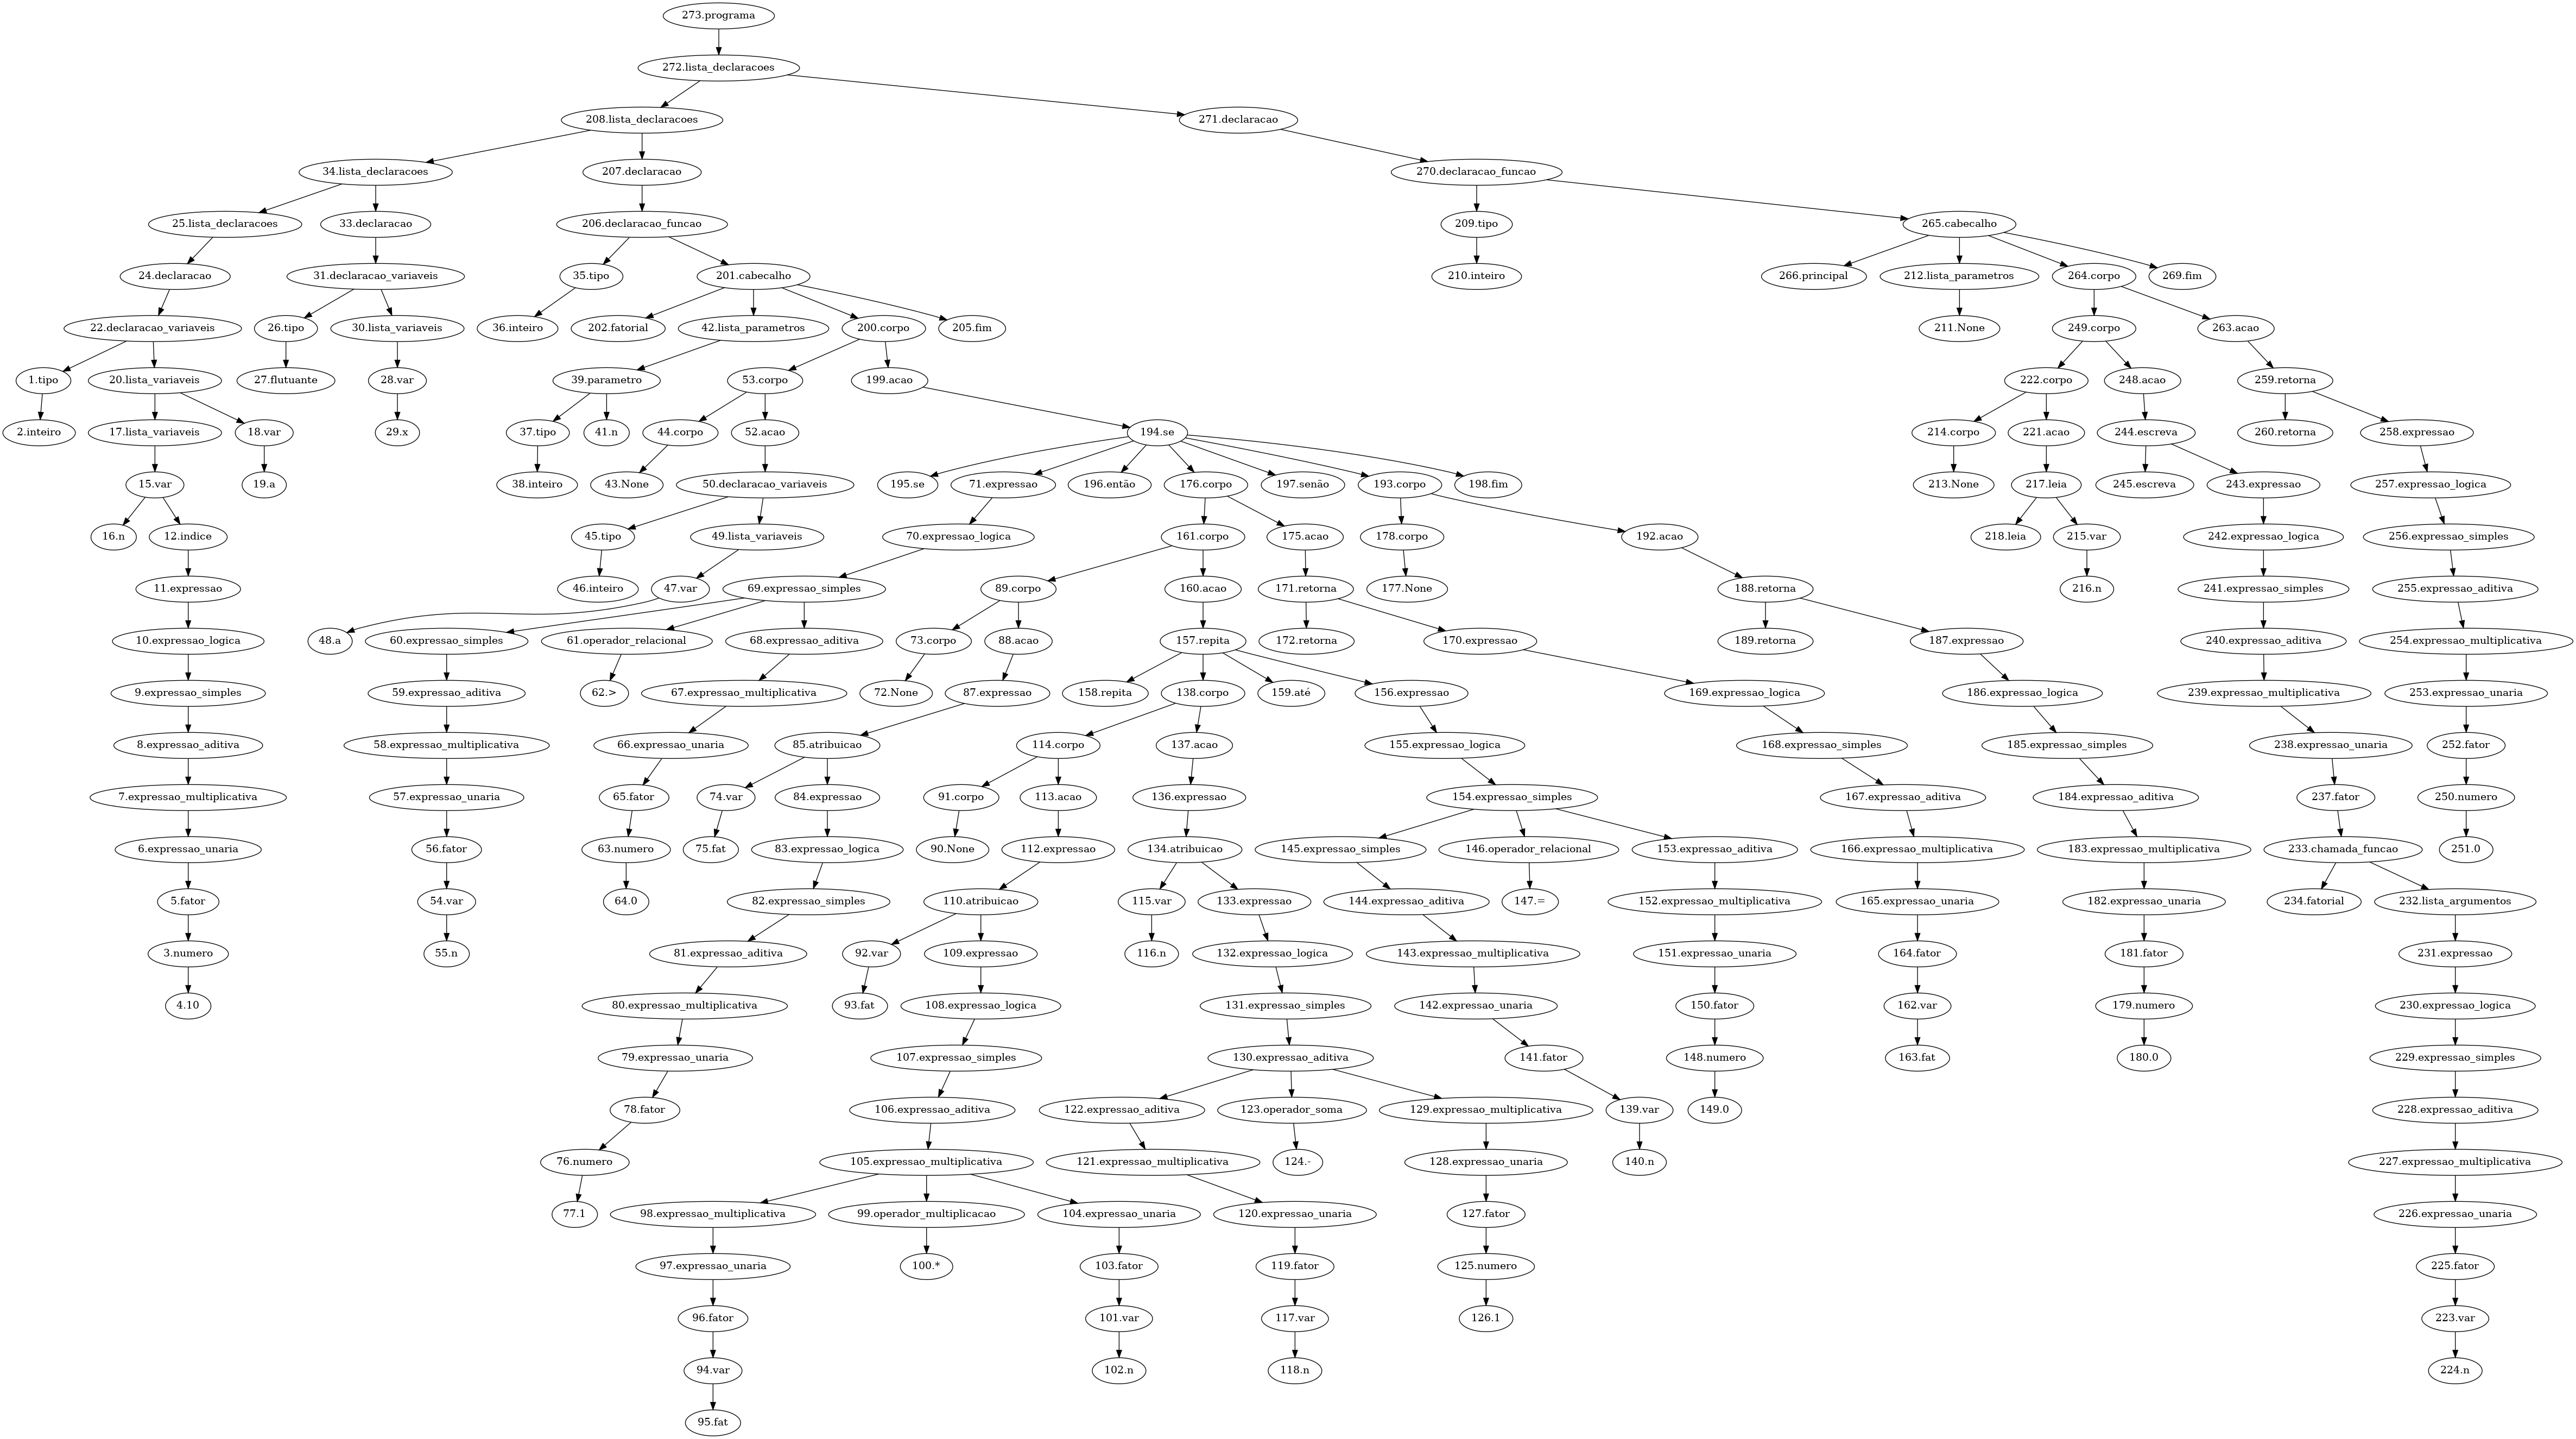 273.programa
272.lista_declaracoes
208.lista_declaracoes
271.declaracao
34.lista_declaracoes
207.declaracao
270.declaracao_funcao
25.lista_declaracoes
33.declaracao
206.declaracao_funcao
209.tipo
265.cabecalho
24.declaracao
31.declaracao_variaveis
35.tipo
201.cabecalho
210.inteiro
266.principal
212.lista_parametros
264.corpo
269.fim
22.declaracao_variaveis
26.tipo
30.lista_variaveis
36.inteiro
202.fatorial
42.lista_parametros
200.corpo
205.fim
211.None
249.corpo
263.acao
1.tipo
20.lista_variaveis
27.flutuante
28.var
39.parametro
53.corpo
199.acao
222.corpo
248.acao
259.retorna
2.inteiro
17.lista_variaveis
18.var
29.x
37.tipo
41.n
44.corpo
52.acao
194.se
214.corpo
221.acao
244.escreva
260.retorna
258.expressao
15.var
19.a
38.inteiro
43.None
50.declaracao_variaveis
195.se
71.expressao
196.então
176.corpo
197.senão
193.corpo
198.fim
213.None
217.leia
245.escreva
243.expressao
257.expressao_logica
16.n
12.indice
45.tipo
49.lista_variaveis
70.expressao_logica
161.corpo
175.acao
178.corpo
192.acao
218.leia
215.var
242.expressao_logica
256.expressao_simples
11.expressao
46.inteiro
47.var
69.expressao_simples
89.corpo
160.acao
171.retorna
177.None
188.retorna
216.n
241.expressao_simples
255.expressao_aditiva
10.expressao_logica
48.a
60.expressao_simples
61.operador_relacional
68.expressao_aditiva
73.corpo
88.acao
157.repita
172.retorna
170.expressao
189.retorna
187.expressao
240.expressao_aditiva
254.expressao_multiplicativa
9.expressao_simples
59.expressao_aditiva
62.>
67.expressao_multiplicativa
72.None
87.expressao
158.repita
138.corpo
159.até
156.expressao
169.expressao_logica
186.expressao_logica
239.expressao_multiplicativa
253.expressao_unaria
8.expressao_aditiva
58.expressao_multiplicativa
66.expressao_unaria
85.atribuicao
114.corpo
137.acao
155.expressao_logica
168.expressao_simples
185.expressao_simples
238.expressao_unaria
252.fator
7.expressao_multiplicativa
57.expressao_unaria
65.fator
74.var
84.expressao
91.corpo
113.acao
136.expressao
154.expressao_simples
167.expressao_aditiva
184.expressao_aditiva
237.fator
250.numero
6.expressao_unaria
56.fator
63.numero
75.fat
83.expressao_logica
90.None
112.expressao
134.atribuicao
145.expressao_simples
146.operador_relacional
153.expressao_aditiva
166.expressao_multiplicativa
183.expressao_multiplicativa
233.chamada_funcao
251.0
5.fator
54.var
64.0
82.expressao_simples
110.atribuicao
115.var
133.expressao
144.expressao_aditiva
147.=
152.expressao_multiplicativa
165.expressao_unaria
182.expressao_unaria
234.fatorial
232.lista_argumentos
3.numero
55.n
81.expressao_aditiva
92.var
109.expressao
116.n
132.expressao_logica
143.expressao_multiplicativa
151.expressao_unaria
164.fator
181.fator
231.expressao
4.10
80.expressao_multiplicativa
93.fat
108.expressao_logica
131.expressao_simples
142.expressao_unaria
150.fator
162.var
179.numero
230.expressao_logica
79.expressao_unaria
107.expressao_simples
130.expressao_aditiva
141.fator
148.numero
163.fat
180.0
229.expressao_simples
78.fator
106.expressao_aditiva
122.expressao_aditiva
123.operador_soma
129.expressao_multiplicativa
139.var
149.0
228.expressao_aditiva
76.numero
105.expressao_multiplicativa
121.expressao_multiplicativa
124.-
128.expressao_unaria
140.n
227.expressao_multiplicativa
77.1
98.expressao_multiplicativa
99.operador_multiplicacao
104.expressao_unaria
120.expressao_unaria
127.fator
226.expressao_unaria
97.expressao_unaria
100.*
103.fator
119.fator
125.numero
225.fator
96.fator
101.var
117.var
126.1
223.var
94.var
102.n
118.n
224.n
95.fat